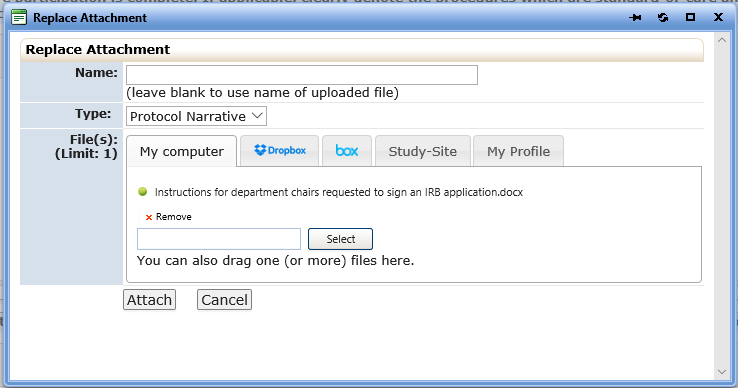 Replace Attachment
Replace Attachment
Name:
(leave blank to use name of uploaded file)
Type: Protocol Narrative
File(s):
(Limit: 1)
My computer Dropbox box Study-Site My Profile
Instructions for department chairs requested to sign an IRB application.docx
Remove
Select
You can also drag one (or more) files here.
Attach Cancel